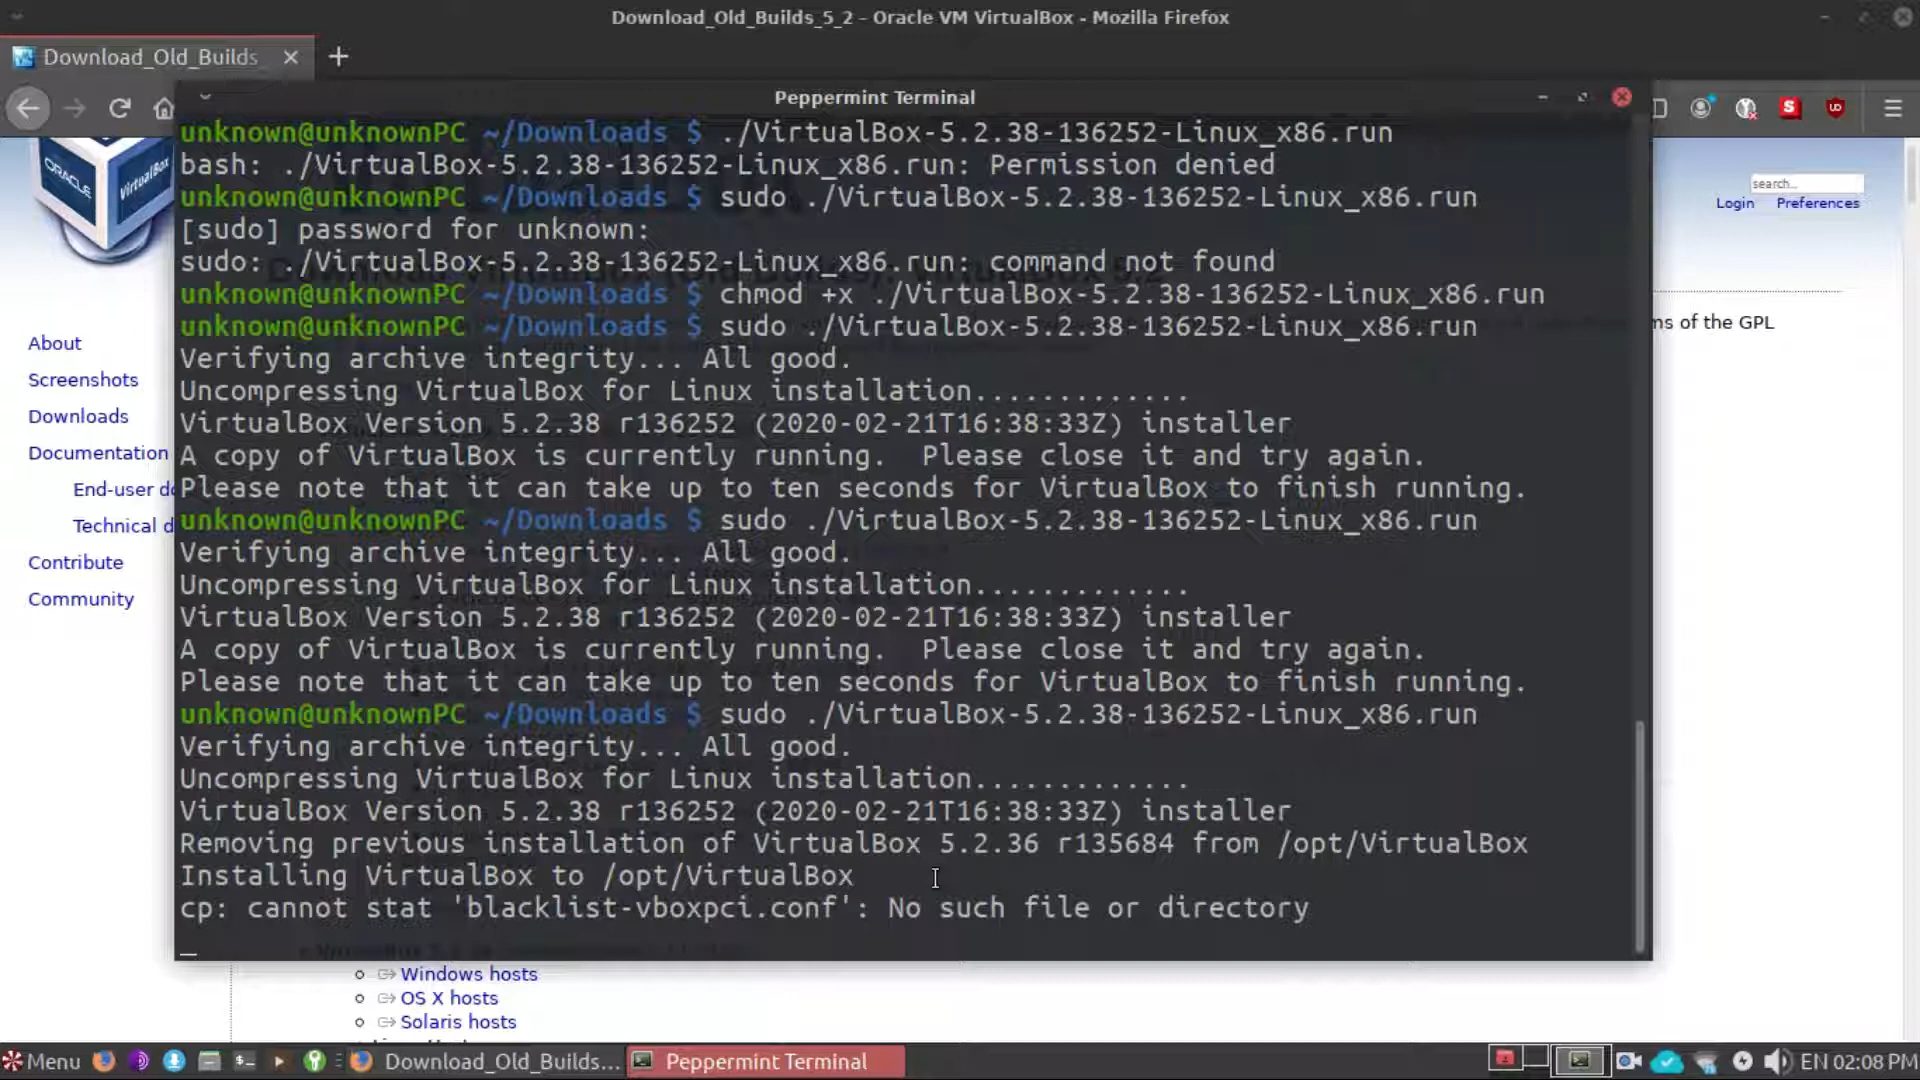 Download_Old_Builds_5_2 – Oracle VM VirtualBox - Mozilla Firefox
Download_Old_Builds_
Peppermint Terminal
unknown@unknownPC ~/Downloads $ ./VirtualBox-5.2.38-136252-Linux_x86.run
bash: ./VirtualBox-5.2.38-136252-Linux_x86.run: Permission denied
unknown@unknownPC ~/Downloads $ sudo ./VirtualBox-5.2.38-136252-Linux_x86.run
[sudo] password for unknown:
sudo: ./VirtualBox-5.2.38-136252-Linux_x86.run: command not found
unknown@unknownPC ~/Downloads $ chmod +x ./VirtualBox-5.2.38-136252-Linux_x86.run
unknown@unknownPC ~/Downloads $ sudo ./VirtualBox-5.2.38-136252-Linux_x86.run
Verifying archive integrity... All good.
Uncompressing VirtualBox for Linux installation.............
VirtualBox Version 5.2.38 r136252 (2020-02-21T16:38:33Z) installer
A copy of VirtualBox is currently running.  Please close it and try again.
Please note that it can take up to ten seconds for VirtualBox to finish running.
unknown@unknownPC ~/Downloads $ sudo ./VirtualBox-5.2.38-136252-Linux_x86.run
Verifying archive integrity... All good.
Uncompressing VirtualBox for Linux installation.............
VirtualBox Version 5.2.38 r136252 (2020-02-21T16:38:33Z) installer
A copy of VirtualBox is currently running.  Please close it and try again.
Please note that it can take up to ten seconds for VirtualBox to finish running.
unknown@unknownPC ~/Downloads $ sudo ./VirtualBox-5.2.38-136252-Linux_x86.run
Verifying archive integrity... All good.
Uncompressing VirtualBox for Linux installation.............
VirtualBox Version 5.2.38 r136252 (2020-02-21T16:38:33Z) installer
Removing previous installation of VirtualBox 5.2.36 r135684 from /opt/VirtualBox
Installing VirtualBox to /opt/VirtualBox
cp: cannot stat 'blacklist-vboxpci.conf': No such file or directory
ORACLE VirtualBox
search...
Login Preferences
ms of the GPL
About
Screenshots
Downloads
Documentation
End-user d
Technical d
Contribute
Community
Windows hosts
OS X hosts
Solaris hosts
Menu
Download_Old_Builds...
Peppermint Terminal
EN 02:08 PM